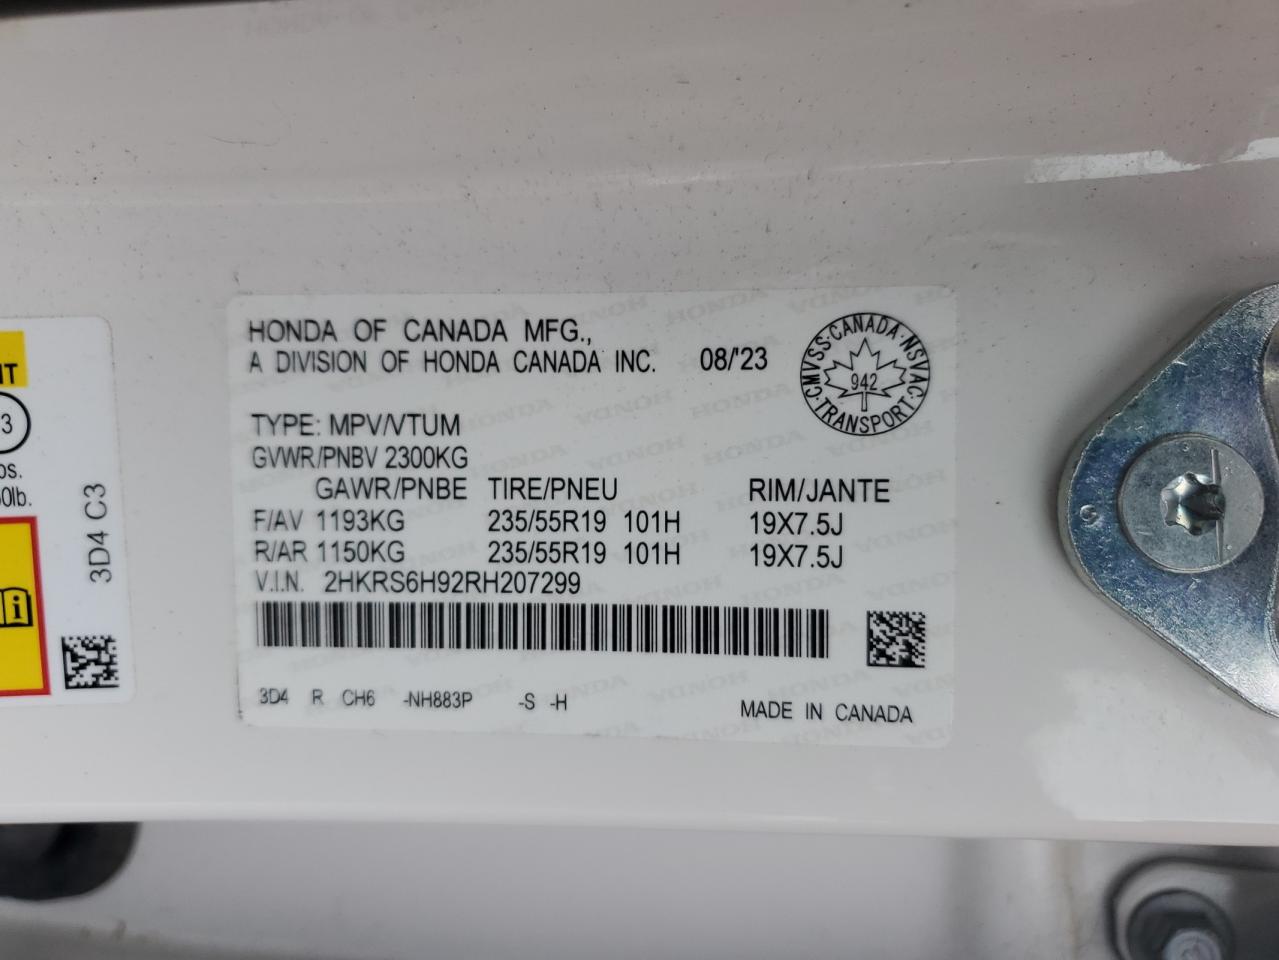 HONDA OF CANADA MFG.,
A DIVISION OF HONDA CANADA INC. 08/'23
CMVSS·CANADA·NSVAC·TRANSPORT·
942
TYPE: MPV/VTUM
GVWR/PNBV 2300KG
GAWR/PNBE TIRE/PNEU RIM/JANTE
F/AV 1193KG 235/55R19 101H 19X7.5J
R/AR 1150KG 235/55R19 101H 19X7.5J
V.I.N. 2HKRS6H92RH207299
3D4 R CH6 -NH883P -S -H
MADE IN CANADA
3D4 C3